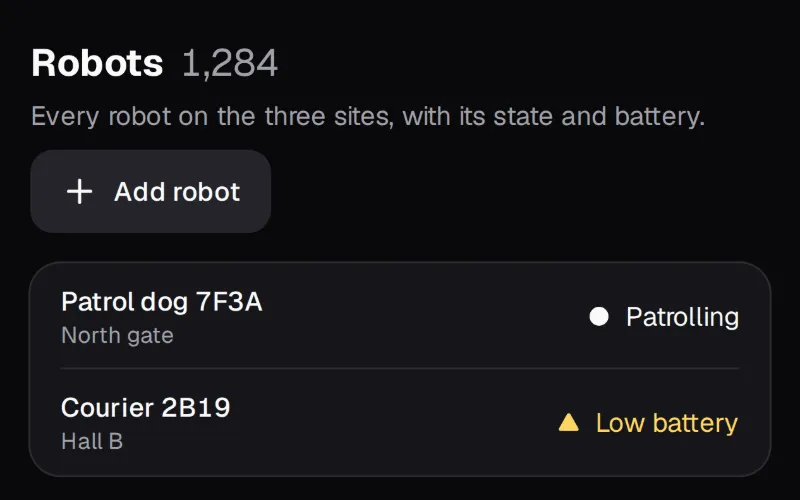 Robots 1,284
Every robot on the three sites, with its state and battery.
Add robot
Patrol dog 7F3A
North gate
Patrolling
Courier 2B19
Hall B
Low battery